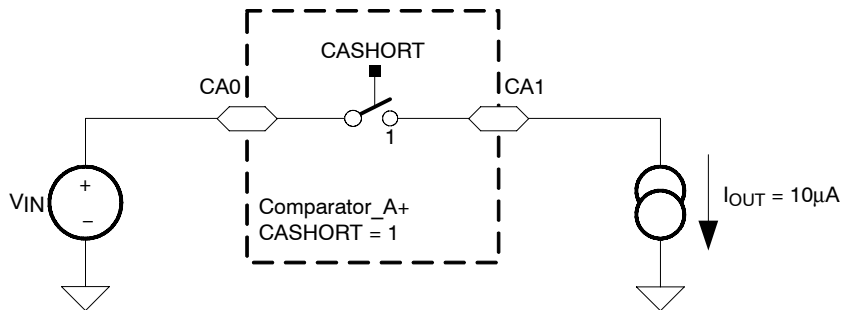 CASHORT
CA0
CA1
1
+
−
VIN
IOUT = 10μA
Comparator_A+
CASHORT = 1